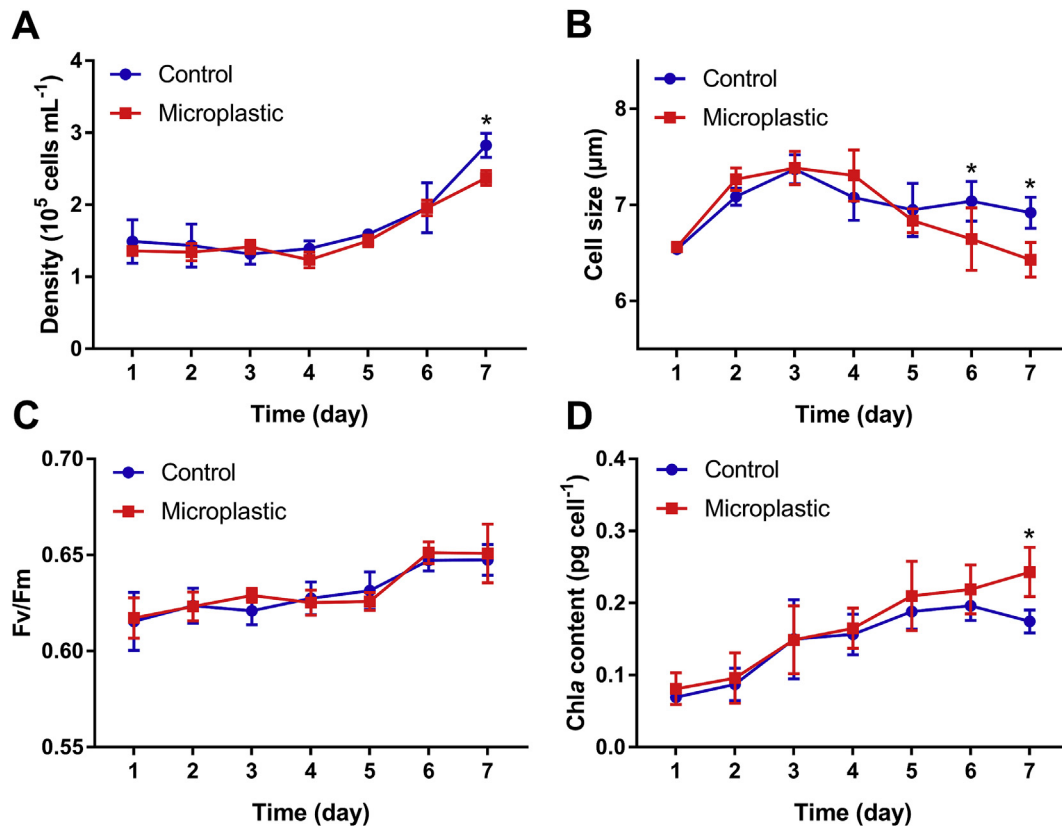 A
Density (10⁵ cells mL⁻¹)
4
3
2
1
0
Control
Microplastic
*
1 2 3 4 5 6 7
Time (day)
B
Cell size (µm)
8
7
6
Control
Microplastic
* *
1 2 3 4 5 6 7
Time (day)
C
Fv/Fm
0.70
0.65
0.60
0.55
Control
Microplastic
1 2 3 4 5 6 7
Time (day)
D
Chla content (pg cell⁻¹)
0.4
0.3
0.2
0.1
0.0
Control
Microplastic
*
1 2 3 4 5 6 7
Time (day)